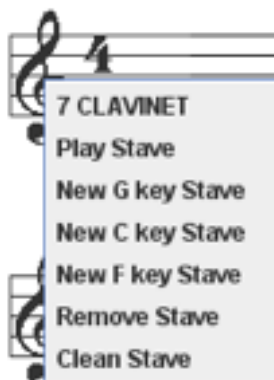 4
7 CLAVINET
Play Stave
New G key Stave
New C key Stave
New F key Stave
Remove Stave
Clean Stave